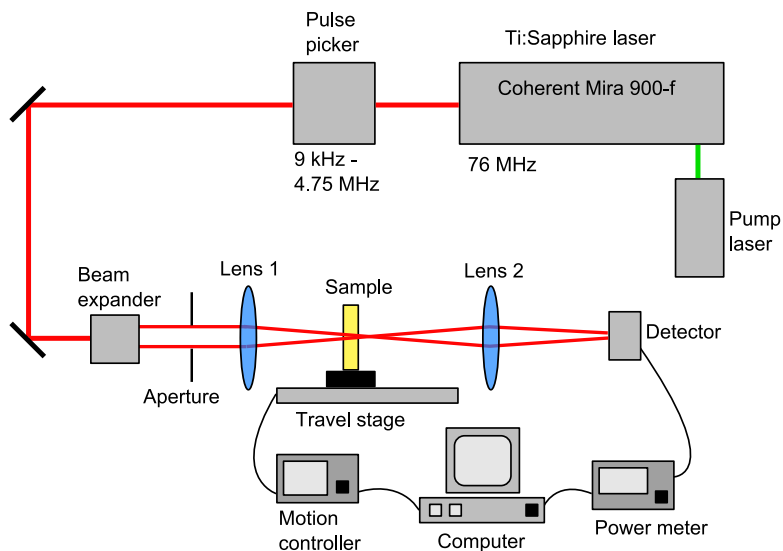 Pulse
picker
Ti:Sapphire laser
Coherent Mira 900-f
9 kHz -
4.75 MHz
76 MHz
Pump
laser
Beam
expander
Lens 1
Sample
Lens 2
Detector
Aperture
Travel stage
Motion
controller
Computer
Power meter